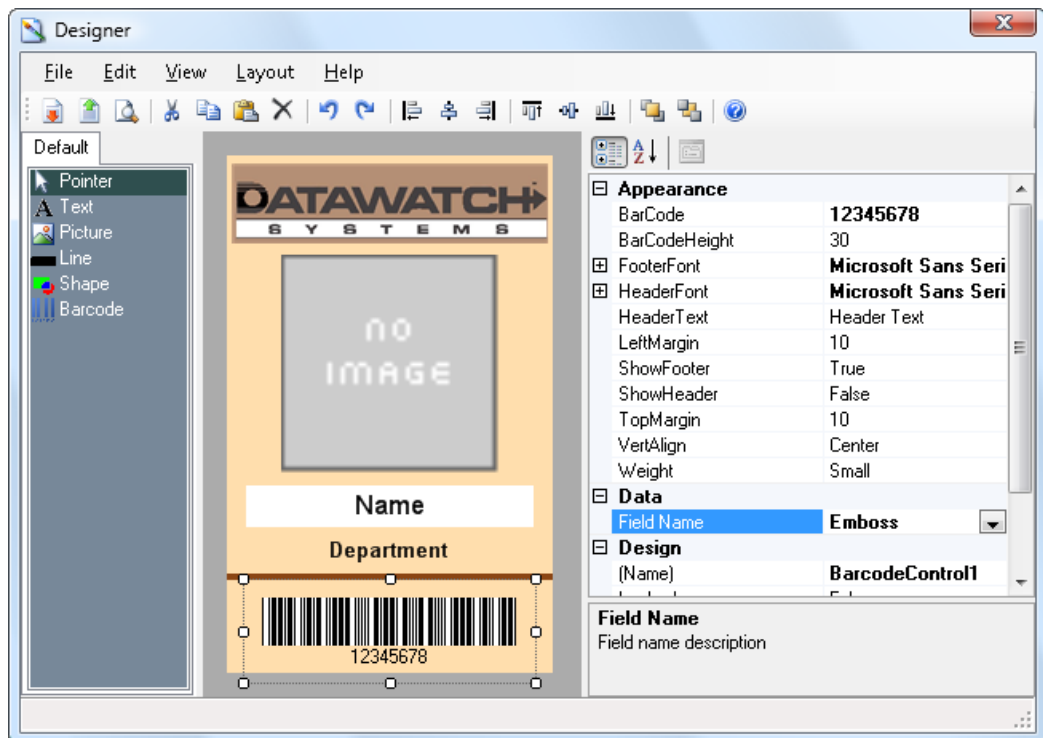 Designer
File Edit View Layout Help
Default
Pointer
Text
Picture
Line
Shape
Barcode
DATAWATCH
SYSTEMS
NO
IMAGE
Name
Department
12345678
Appearance
BarCode 12345678
BarCodeHeight 30
FooterFont Microsoft Sans Seri
HeaderFont Microsoft Sans Seri
HeaderText Header Text
LeftMargin 10
ShowFooter True
ShowHeader False
TopMargin 10
VertAlign Center
Weight Small
Data
Field Name Emboss
Design
(Name) BarcodeControl1
Field Name
Field name description